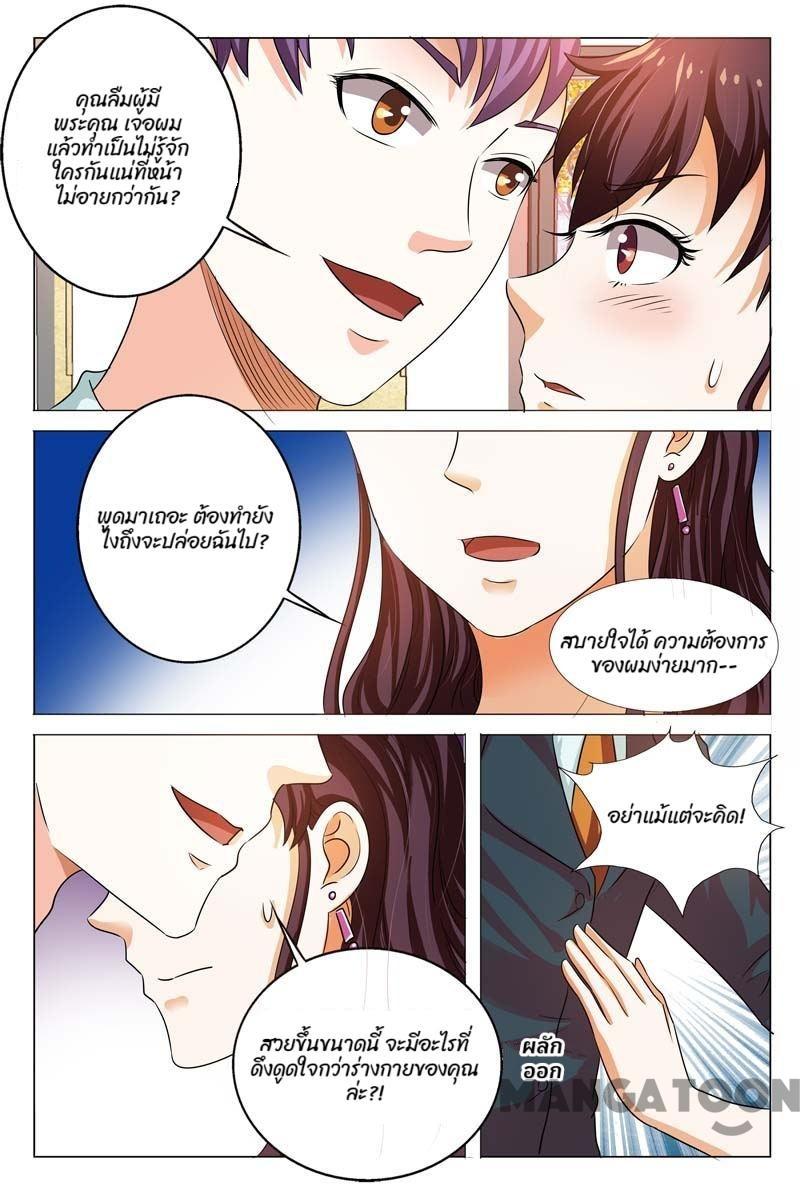 คุณลืมผู้มี
พระคุณ เจอผม
แล้วทำเป็นไม่รู้จัก
ใครกันแน่ที่หน้า
ไม่อายกว่ากัน?
พูดมาเถอะ ต้องทำยัง
ไงถึงจะปล่อยฉันไป?
สบายใจได้ ความต้องการ
ของผมง่ายมาก--
อย่าแม้แต่จะคิด!
สวยขึ้นขนาดนี้ จะมีอะไรที่
ดึงดูดใจกว่าร่างกายของคุณ
ล่ะ?!
ผลัก
ออก
MANGATOON